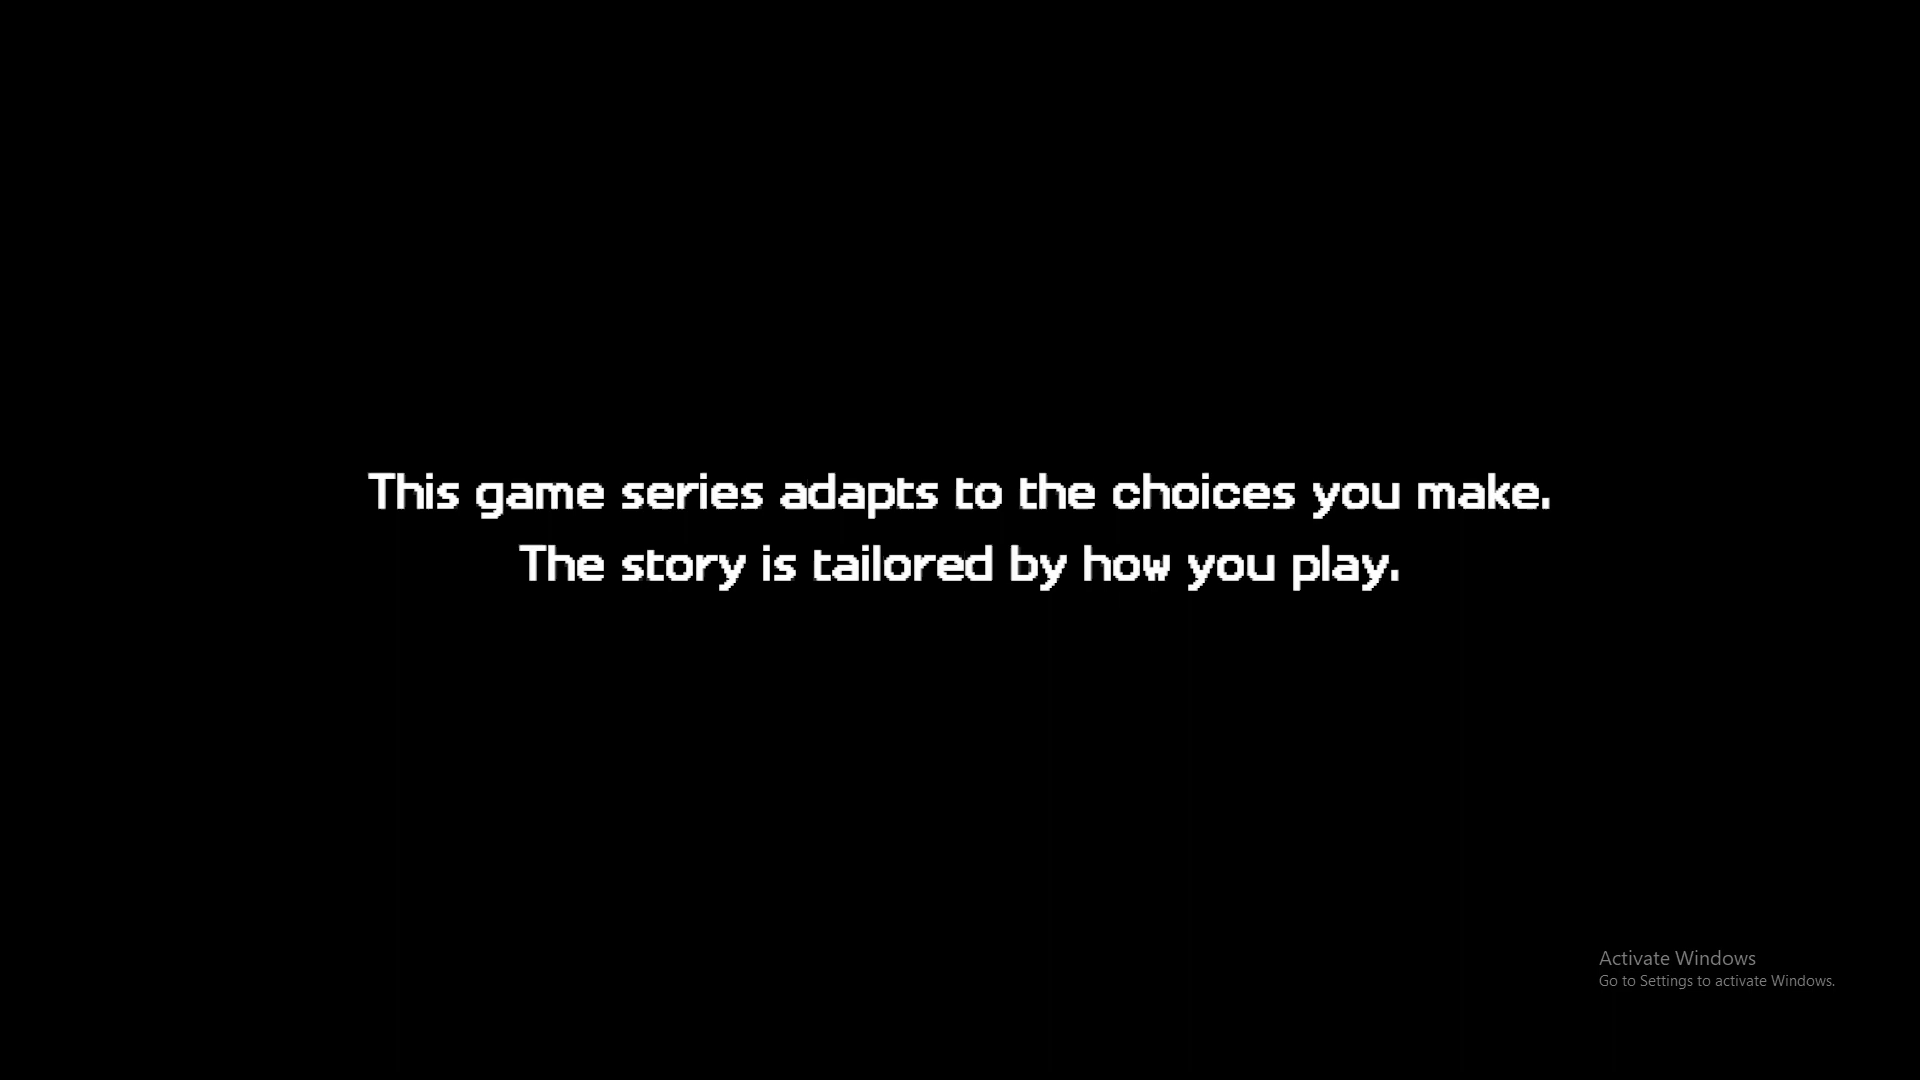 This game series adapts to the choices you make.
The story is tailored by how you play.
Activate Windows
Go to Settings to activate Windows.